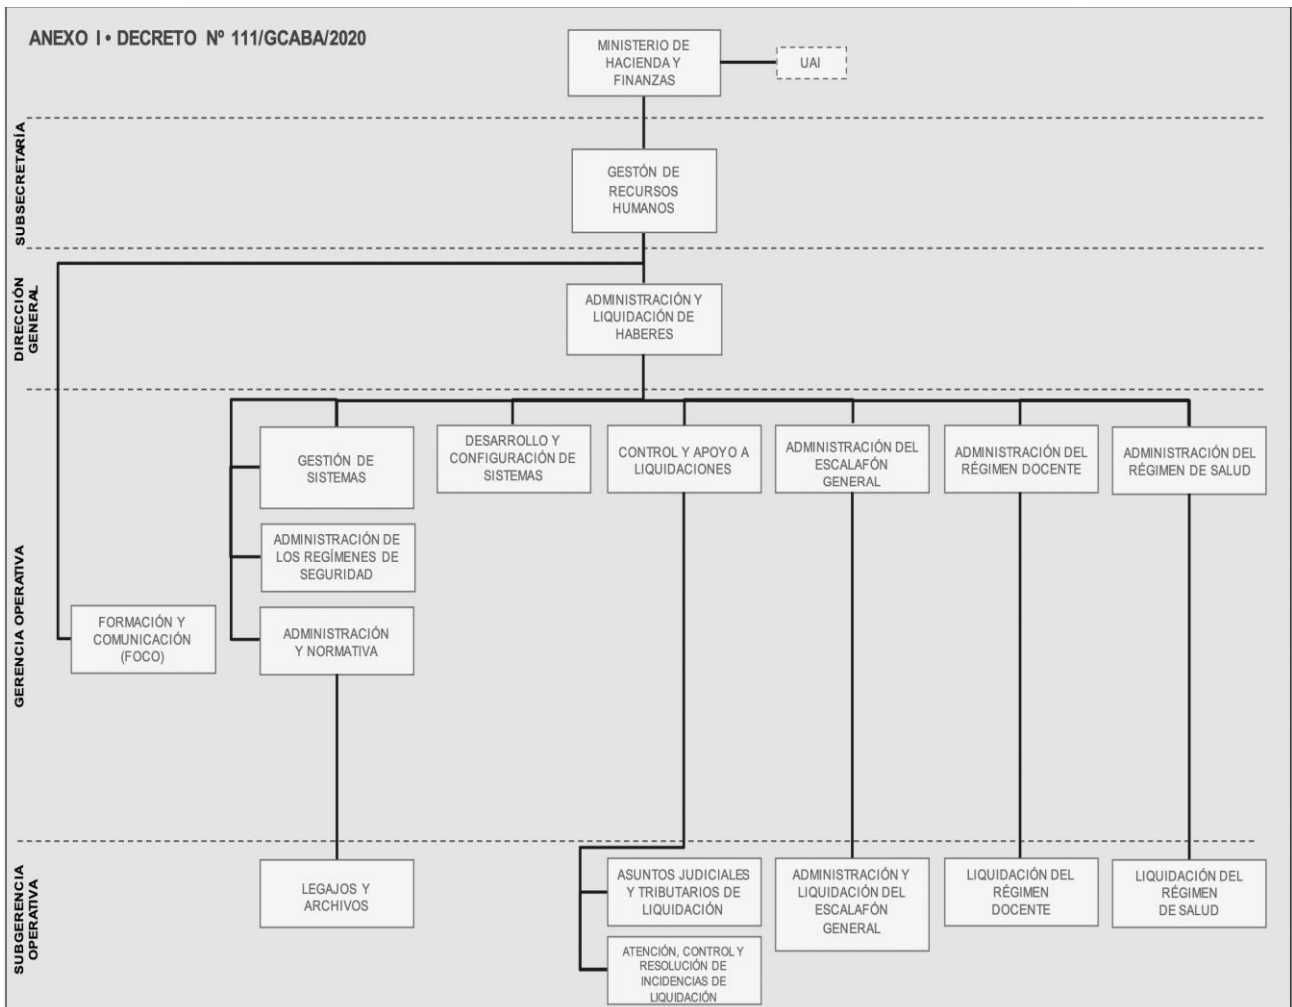 ANEXO I • DECRETO Nº 111/GCABA/2020
MINISTERIO DE
HACIENDA Y
FINANZAS
UAI
SUBSECRETARÍA
GESTÓN DE
RECURSOS
HUMANOS
DIRECCIÓN
GENERAL
ADMINISTRACIÓN Y
LIQUIDACIÓN DE
HABERES
GERENCIA OPERATIVA
GESTIÓN DE
SISTEMAS
DESARROLLO Y
CONFIGURACIÓN DE
SISTEMAS
CONTROL Y APOYO A
LIQUIDACIONES
ADMINISTRACIÓN DEL
ESCALAFÓN
GENERAL
ADMINISTRACIÓN DEL
RÉGIMEN DOCENTE
ADMINISTRACIÓN DEL
RÉGIMEN DE SALUD
ADMINISTRACIÓN DE
LOS REGÍMENES DE
SEGURIDAD
FORMACIÓN Y
COMUNICACIÓN
(FOCO)
ADMINISTRACIÓN
Y NORMATIVA
SUBGERENCIA
OPERATIVA
LEGAJOS Y
ARCHIVOS
ASUNTOS JUDICIALES
Y TRIBUTARIOS DE
LIQUIDACIÓN
ADMINISTRACIÓN Y
LIQUIDACIÓN DEL
ESCALAFÓN
GENERAL
LIQUIDACIÓN DEL
RÉGIMEN
DOCENTE
LIQUIDACIÓN DEL
RÉGIMEN
DE SALUD
ATENCIÓN, CONTROL Y
RESOLUCIÓN DE
INCIDENCIAS DE
LIQUIDACIÓN